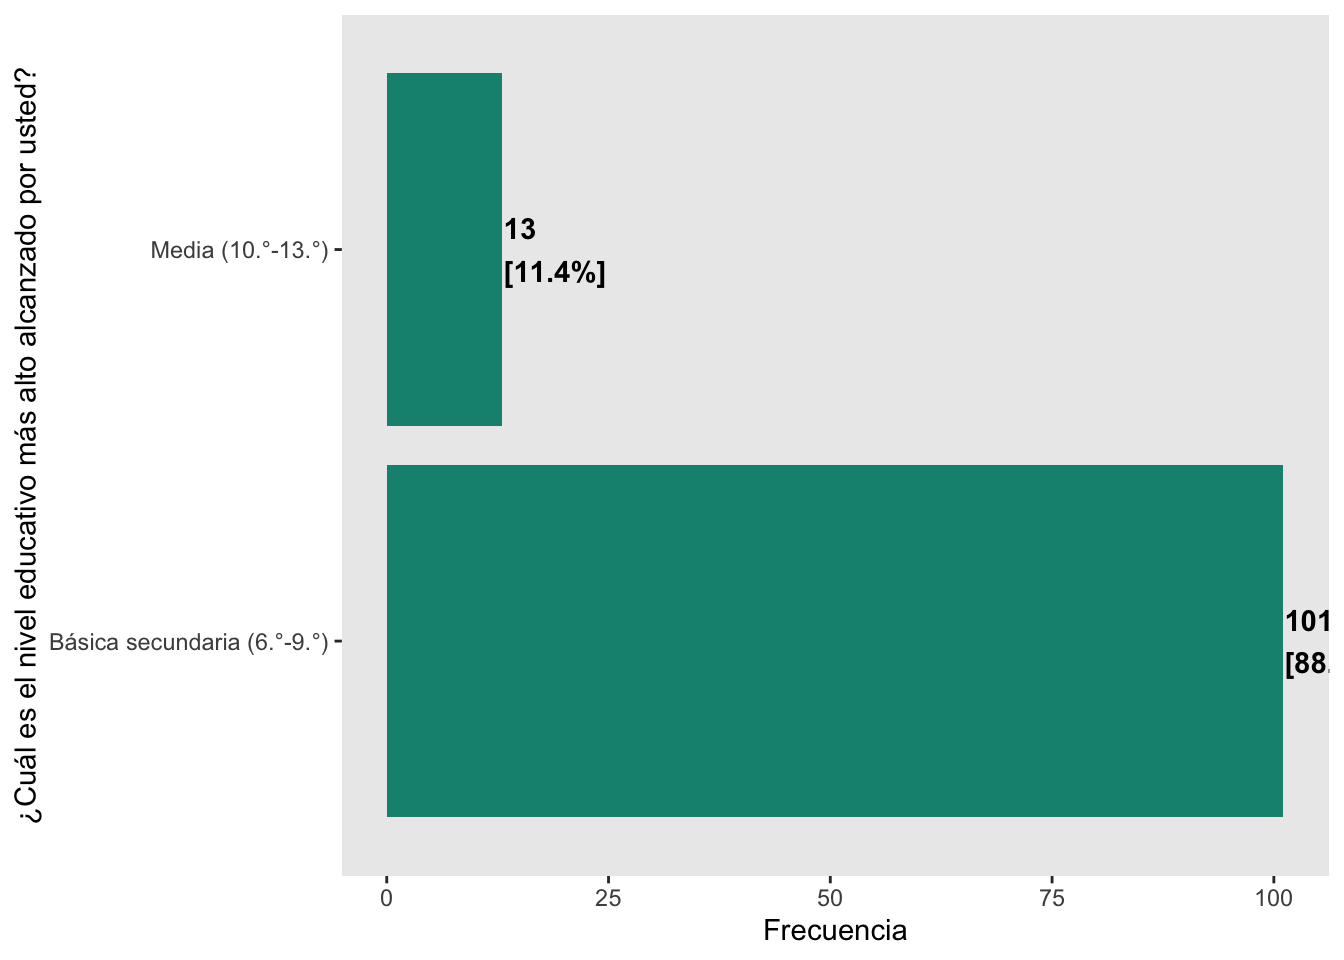 ¿Cuál es el nivel educativo más alto alcanzado por usted?
Media (10.°-13.°)
13
[11.4%]
Básica secundaria (6.°-9.°)
101
[88.
0 25 50 75 100
Frecuencia